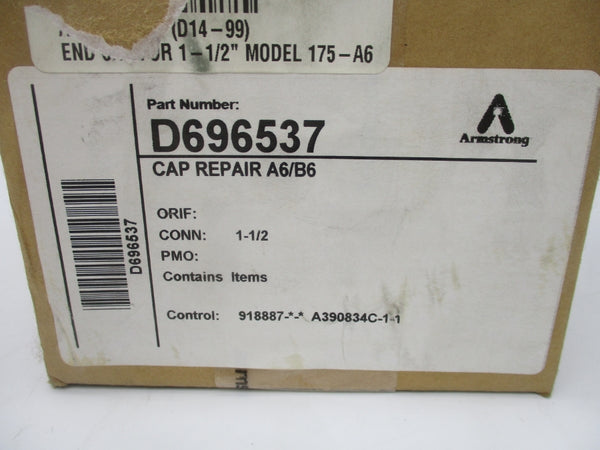 (D14-99)
END FOR 1-1/2" MODEL 175-A6
Part Number:
D696537
Armstrong
CAP REPAIR A6/B6
ORIF:
CONN: 1-1/2
PMO:
Contains Items
Control: 918887-*-* A390834C-1-1
D696537